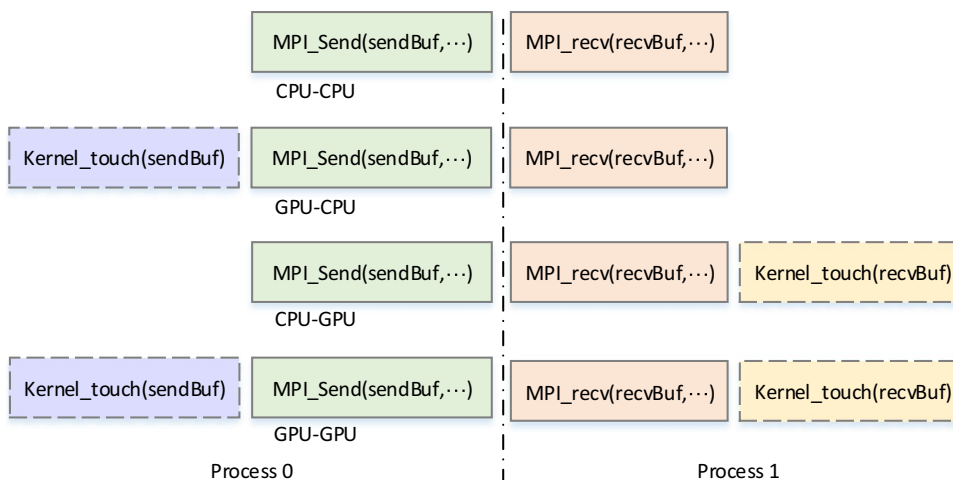 MPI_Send(sendBuf,⋯) MPI_recv(recvBuf,⋯)
CPU-CPU
Kernel_touch(sendBuf) MPI_Send(sendBuf,⋯) MPI_recv(recvBuf,⋯)
GPU-CPU
MPI_Send(sendBuf,⋯) MPI_recv(recvBuf,⋯) Kernel_touch(recvBuf)
CPU-GPU
Kernel_touch(sendBuf) MPI_Send(sendBuf,⋯) MPI_recv(recvBuf,⋯) Kernel_touch(recvBuf)
GPU-GPU
Process 0 Process 1